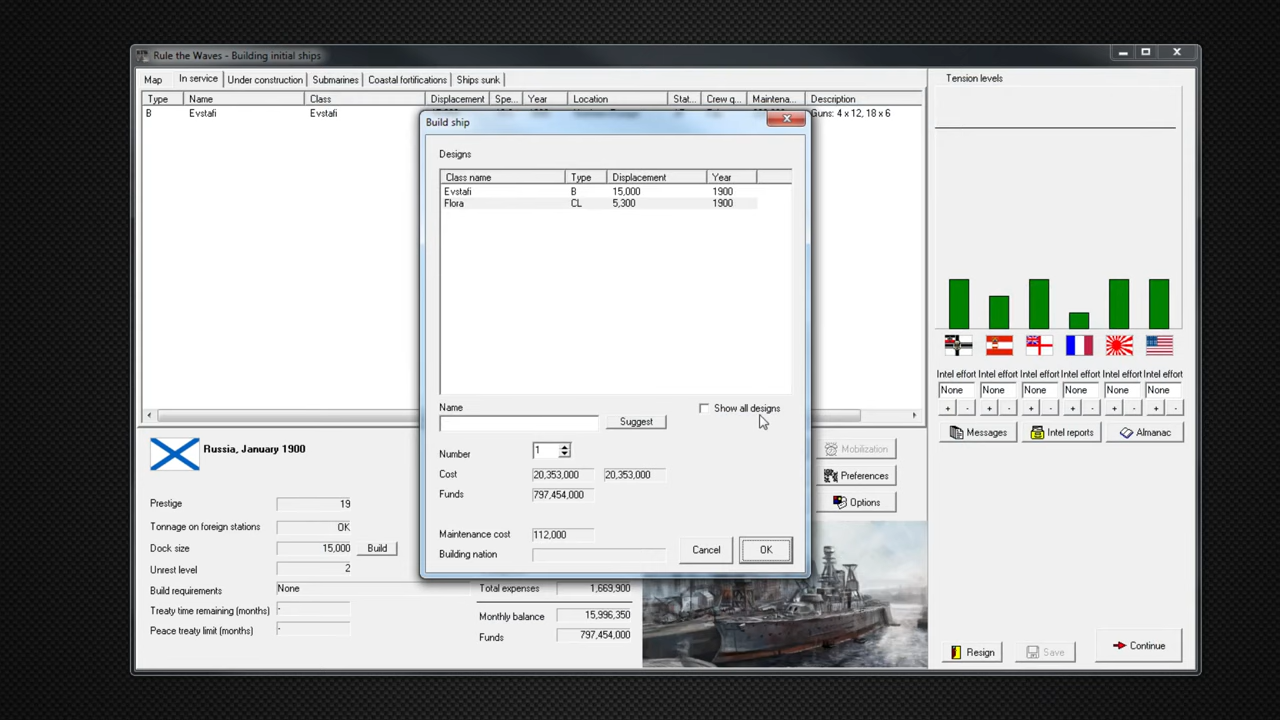 Rule the Waves - Building initial ships
Map In service Under construction Submarines Coastal fortifications Ships sunk
Type Name Class Displacement Spe... Year Location Stat... Crew q... Maintena... Description
B Evstafi Evstafi Guns: 4 x 12, 18 x 6
Tension levels
Build ship
Designs
Class name Type Displacement Year
Evstafi B 15,000 1900
Flora CL 5,300 1900
Name
Suggest
Show all designs
Number 1
Cost 20,353,000 20,353,000
Funds 797,454,000
Maintenance cost 112,000
Building nation
Cancel OK
Intel effort Intel effort Intel effort Intel effort Intel effort Intel effort
None None None None None None
+ - + - + - + - + - + -
Messages Intel reports Almanac
Russia, January 1900
Prestige 19
Tonnage on foreign stations OK
Dock size 15,000 Build
Unrest level 2
Build requirements None
Treaty time remaining (months) -
Peace treaty limit (months) -
Total expenses 1,669,900
Monthly balance 15,996,350
Funds 797,454,000
Mobilization
Preferences
Options
Resign Save Continue